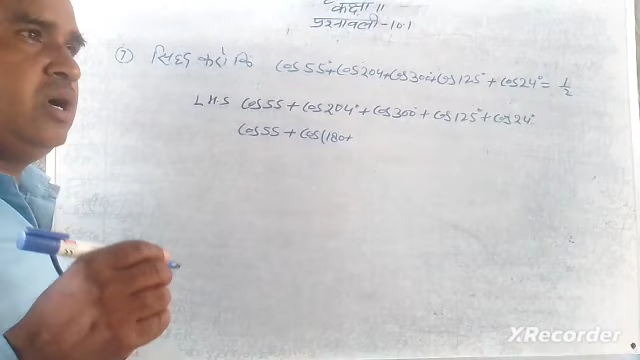 कक्षा 11
प्रश्नावली-10.1
⑦ सिद्ध करो कि cos 55°+cos 204+cos 300+cos 125°+cos 24°= 1/2
L.H.S cos 55 + cos 204° + cos 300 + cos 125° + cos 24°
cos 55 + cos(180+
XRecorder